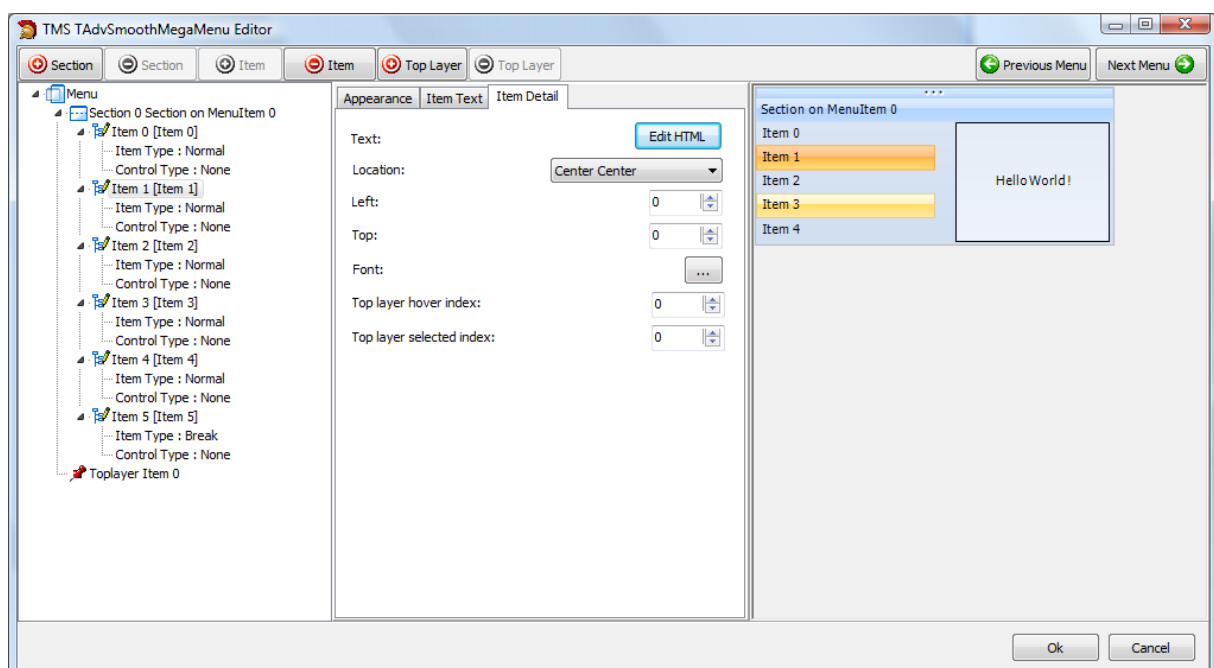 TMS TAdvSmoothMegaMenu Editor
Section Section Item Item Top Layer Top Layer Previous Menu Next Menu
Menu
Section 0 Section on MenuItem 0
Item 0 [Item 0]
Item Type : Normal
Control Type : None
Item 1 [Item 1]
Item Type : Normal
Control Type : None
Item 2 [Item 2]
Item Type : Normal
Control Type : None
Item 3 [Item 3]
Item Type : Normal
Control Type : None
Item 4 [Item 4]
Item Type : Normal
Control Type : None
Item 5 [Item 5]
Item Type : Break
Control Type : None
Toplayer Item 0
Appearance Item Text Item Detail
Text: Edit HTML
Location: Center Center
Left: 0
Top: 0
Font: ...
Top layer hover index: 0
Top layer selected index: 0
Section on MenuItem 0
Item 0
Item 1
Item 2
Item 3
Item 4
Hello World!
Ok Cancel